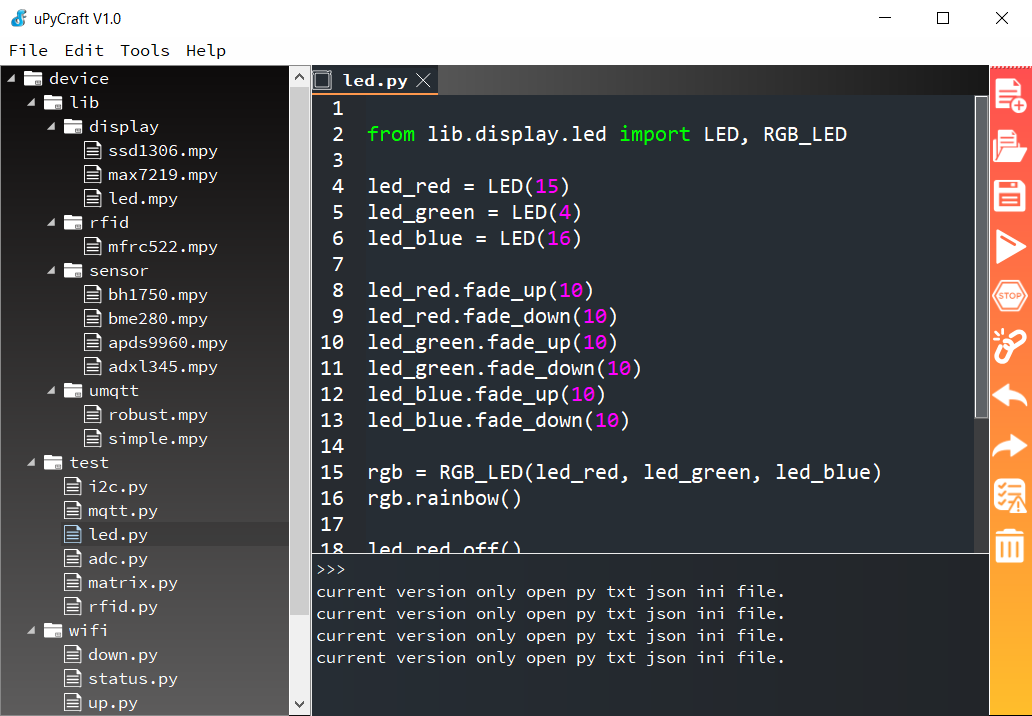 uPyCraft V1.0
File Edit Tools Help
device
lib
display
ssd1306.mpy
max7219.mpy
led.mpy
rfid
mfrc522.mpy
sensor
bh1750.mpy
bme280.mpy
apds9960.mpy
adxl345.mpy
umqtt
robust.mpy
simple.mpy
test
i2c.py
mqtt.py
led.py
adc.py
matrix.py
rfid.py
wifi
down.py
status.py
up.py
led.py
1
2 from lib.display.led import LED, RGB_LED
3
4 led_red = LED(15)
5 led_green = LED(4)
6 led_blue = LED(16)
7
8 led_red.fade_up(10)
9 led_red.fade_down(10)
10 led_green.fade_up(10)
11 led_green.fade_down(10)
12 led_blue.fade_up(10)
13 led_blue.fade_down(10)
14
15 rgb = RGB_LED(led_red, led_green, led_blue)
16 rgb.rainbow()
17
18 led_red.off()
>>>
current version only open py txt json ini file.
current version only open py txt json ini file.
current version only open py txt json ini file.
current version only open py txt json ini file.
STOP